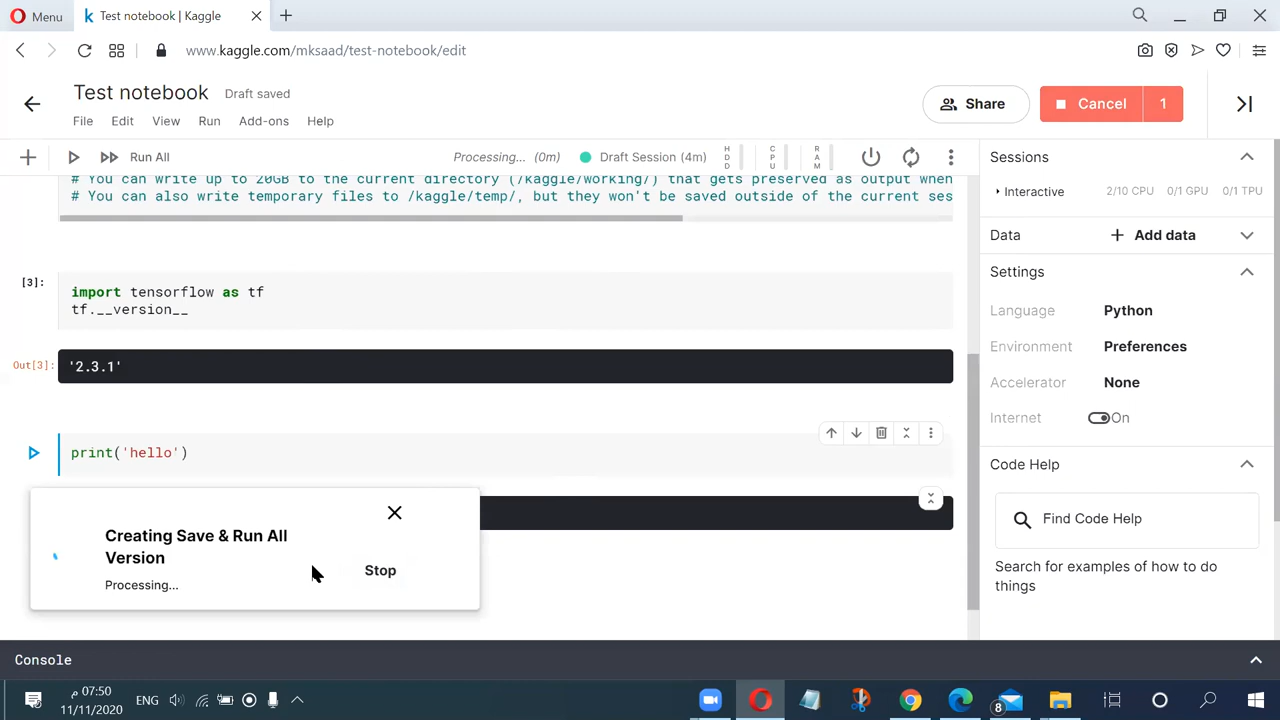 Menu
Test notebook | Kaggle
www.kaggle.com/mksaad/test-notebook/edit
Test notebook
Draft saved
Share
Cancel
1
File Edit View Run Add-ons Help
Run All
Processing... (0m)
Draft Session (4m)
HDD
CPU
RAM
# You can write up to 20GB to the current directory (/kaggle/working/) that gets preserved as output when
# You can also write temporary files to /kaggle/temp/, but they won't be saved outside of the current ses
[3]:
import tensorflow as tf
tf.__version__
Out[3]:
'2.3.1'
print('hello')
Creating Save & Run All
Version
Processing...
Stop
Sessions
Interactive
2/10 CPU 0/1 GPU 0/1 TPU
Data
+ Add data
Settings
Language Python
Environment Preferences
Accelerator None
Internet On
Code Help
Find Code Help
Search for examples of how to do
things
Console
07:50 م
11/11/2020
ENG
8